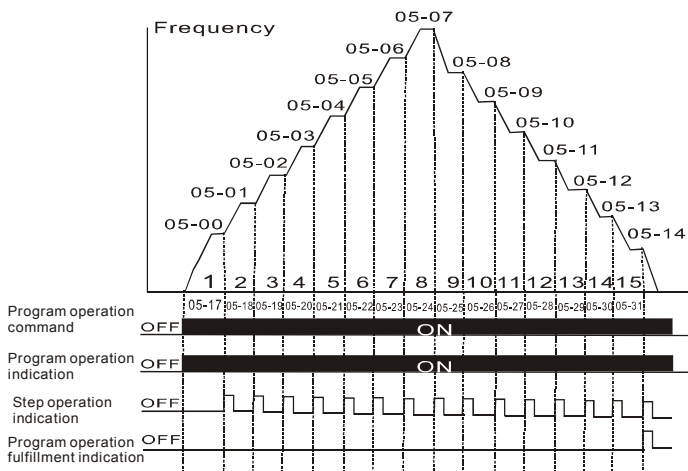 Frequency
05-07
05-06
05-08
05-05
05-09
05-04
05-10
05-03
05-11
05-02
05-12
05-01
05-13
05-00
05-14
1 2 3 4 5 6 7 8 9 10 11 12 13 14 15
05-17 05-18 05-19 05-20 05-21 05-22 05-23 05-24 05-25 05-26 05-27 05-28 05-29 05-30 05-31
Program operation
command
OFF ON
Program operation
indication
OFF ON
Step operation
indication
OFF
Program operation
fulfillment indication
OFF